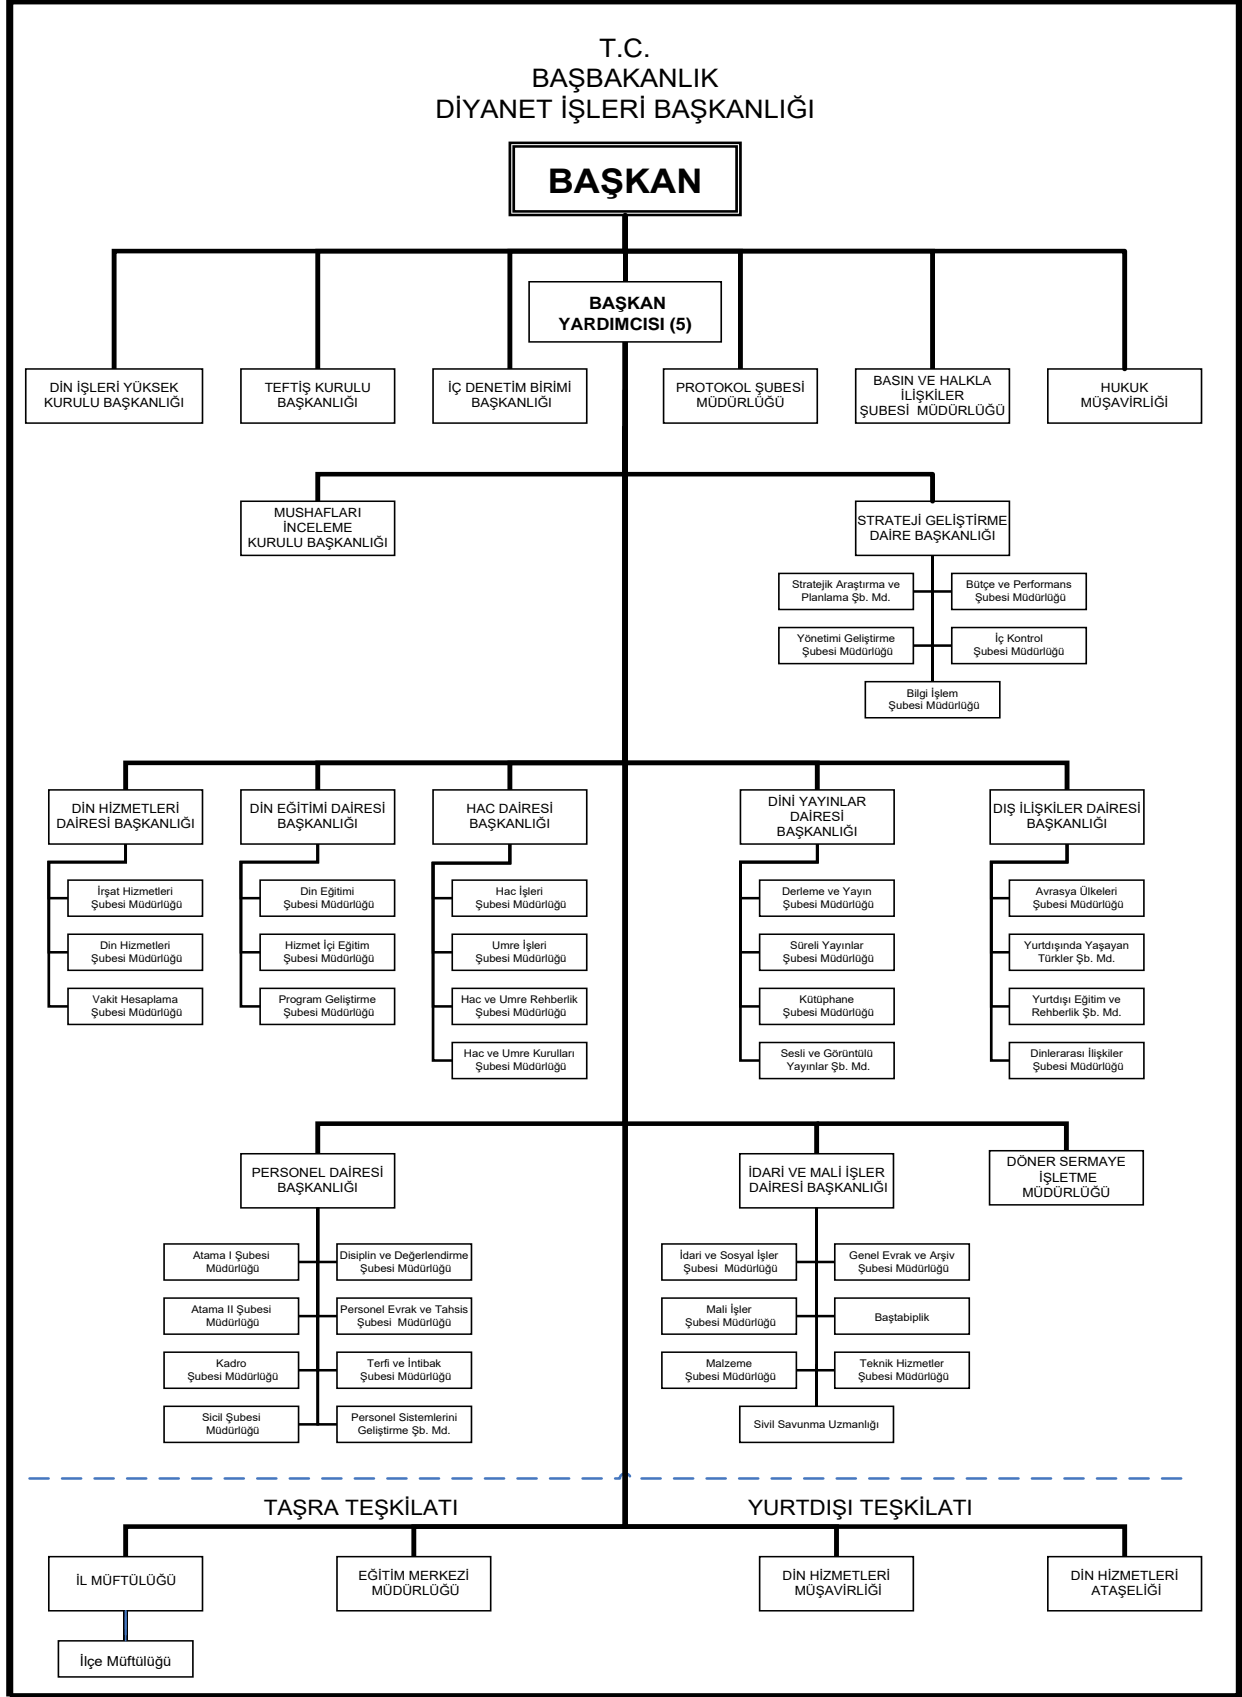 T.C.
BAŞBAKANLIK
DİYANET İŞLERİ BAŞKANLIĞI
BAŞKAN
BAŞKAN
YARDIMCISI (5)
DİN İŞLERİ YÜKSEK
KURULU BAŞKANLIĞI
TEFTİŞ KURULU
BAŞKANLIĞI
İÇ DENETİM BİRİMİ
BAŞKANLIĞI
PROTOKOL ŞUBESİ
MÜDÜRLÜĞÜ
BASIN VE HALKLA
İLİŞKİLER
ŞUBESİ MÜDÜRLÜĞÜ
HUKUK
MÜŞAVİRLİĞİ
MUSHAFLARI
İNCELEME
KURULU BAŞKANLIĞI
STRATEJİ GELİŞTİRME
DAİRE BAŞKANLIĞI
Stratejik Araştırma ve
Planlama Şb. Md.
Bütçe ve Performans
Şubesi Müdürlüğü
Yönetimi Geliştirme
Şubesi Müdürlüğü
İç Kontrol
Şubesi Müdürlüğü
Bilgi İşlem
Şubesi Müdürlüğü
DİN HİZMETLERİ
DAİRESİ BAŞKANLIĞI
İrşat Hizmetleri
Şubesi Müdürlüğü
Din Hizmetleri
Şubesi Müdürlüğü
Vakit Hesaplama
Şubesi Müdürlüğü
DİN EĞİTİMİ DAİRESİ
BAŞKANLIĞI
Din Eğitimi
Şubesi Müdürlüğü
Hizmet İçi Eğitim
Şubesi Müdürlüğü
Program Geliştirme
Şubesi Müdürlüğü
HAC DAİRESİ
BAŞKANLIĞI
Hac İşleri
Şubesi Müdürlüğü
Umre İşleri
Şubesi Müdürlüğü
Hac ve Umre Rehberlik
Şubesi Müdürlüğü
Hac ve Umre Kurulları
Şubesi Müdürlüğü
DİNİ YAYINLAR
DAİRESİ
BAŞKANLIĞI
Derleme ve Yayın
Şubesi Müdürlüğü
Süreli Yayınlar
Şubesi Müdürlüğü
Kütüphane
Şubesi Müdürlüğü
Sesli ve Görüntülü
Yayınlar Şb. Md.
DIŞ İLİŞKİLER DAİRESİ
BAŞKANLIĞI
Avrasya Ülkeleri
Şubesi Müdürlüğü
Yurtdışında Yaşayan
Türkler Şb. Md.
Yurtdışı Eğitim ve
Rehberlik Şb. Md.
Dinlerarası İlişkiler
Şubesi Müdürlüğü
PERSONEL DAİRESİ
BAŞKANLIĞI
Atama I Şubesi
Müdürlüğü
Disiplin ve Değerlendirme
Şubesi Müdürlüğü
Atama II Şubesi
Müdürlüğü
Personel Evrak ve Tahsis
Şubesi Müdürlüğü
Kadro
Şubesi Müdürlüğü
Terfi ve İntibak
Şubesi Müdürlüğü
Sicil Şubesi
Müdürlüğü
Personel Sistemlerini
Geliştirme Şb. Md.
İDARİ VE MALİ İŞLER
DAİRESİ BAŞKANLIĞI
İdari ve Sosyal İşler
Şubesi Müdürlüğü
Genel Evrak ve Arşiv
Şubesi Müdürlüğü
Mali İşler
Şubesi Müdürlüğü
Baştabiplik
Malzeme
Şubesi Müdürlüğü
Teknik Hizmetler
Şubesi Müdürlüğü
Sivil Savunma Uzmanlığı
DÖNER SERMAYE
İŞLETME
MÜDÜRLÜĞÜ
TAŞRA TEŞKİLATI
YURTDIŞI TEŞKİLATI
İL MÜFTÜLÜĞÜ
EĞİTİM MERKEZİ
MÜDÜRLÜĞÜ
DİN HİZMETLERİ
MÜŞAVİRLİĞİ
DİN HİZMETLERİ
ATAŞELİĞİ
İlçe Müftülüğü